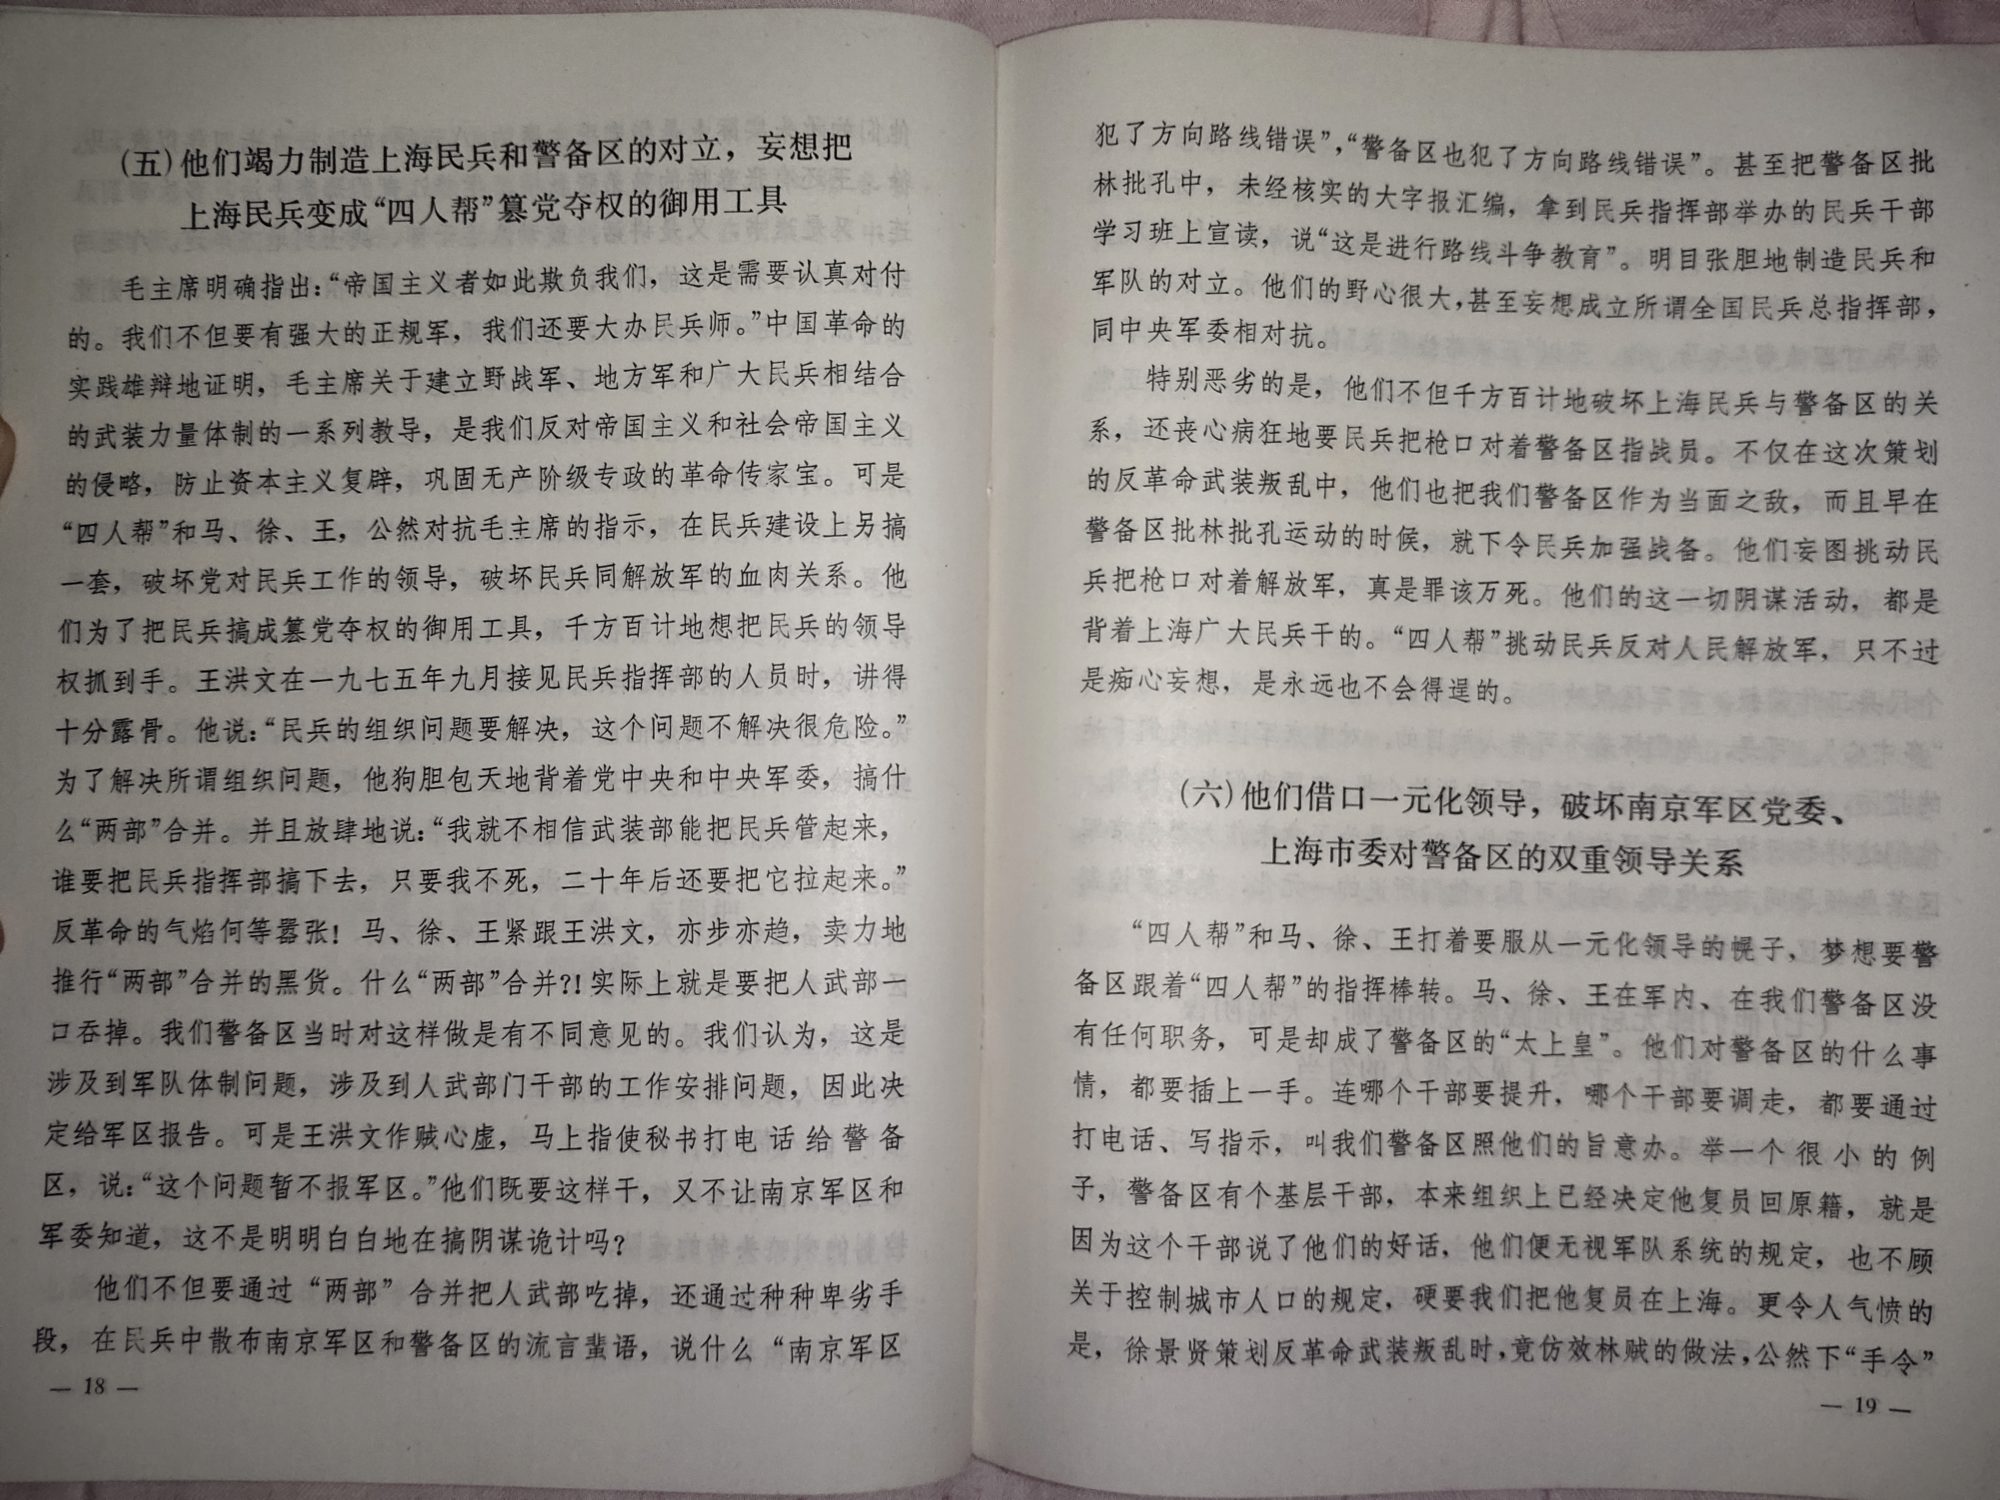 (五)他们竭力制造上海民兵和警备区的对立，妄想把
上海民兵变成“四人帮”篡党夺权的御用工具
毛主席明确指出：“帝国主义者如此欺负我们，这是需要认真对付
的。我们不但要有强大的正规军，我们还要大办民兵师。”中国革命的
实践雄辩地证明，毛主席关于建立野战军、地方军和广大民兵相结合
的武装力量体制的一系列教导，是我们反对帝国主义和社会帝国主义
的侵略，防止资本主义复辟，巩固无产阶级专政的革命传家宝。可是
“四人帮”和马、徐、王，公然对抗毛主席的指示，在民兵建设上另搞
一套，破坏党对民兵工作的领导，破坏民兵同解放军的血肉关系。他
们为了把民兵搞成篡党夺权的御用工具，千方百计地想把民兵的领导
权抓到手。王洪文在一九七五年九月接见民兵指挥部的人员时，讲得
十分露骨。他说：“民兵的组织问题要解决，这个问题不解决很危险。”
为了解决所谓组织问题，他狗胆包天地背着党中央和中央军委，搞什
么“两部”合并。并且放肆地说：“我就不相信武装部能把民兵管起来，
谁要把民兵指挥部搞下去，只要我不死，二十年后还要把它拉起来。”
反革命的气焰何等嚣张！马、徐、王紧跟王洪文，亦步亦趋，卖力地
推行“两部”合并的黑货。什么“两部”合并？！实际上就是要把人武部一
口吞掉。我们警备区当时对这样做是有不同意见的。我们认为，这是
涉及到军队体制问题，涉及到人武部门干部的工作安排问题，因此决
定给军区报告。可是王洪文作贼心虚，马上指使秘书打电话给警备
区，说：“这个问题暂不报军区。”他们既要这样干，又不让南京军区和
军委知道，这不是明明白白地在搞阴谋诡计吗？
他们不但要通过“两部”合并把人武部吃掉，还通过种种卑劣手
段，在民兵中散布南京军区和警备区的流言蜚语，说什么“南京军区
— 18 —
犯了方向路线错误”，“警备区也犯了方向路线错误”。甚至把警备区批
林批孔中，未经核实的大字报汇编，拿到民兵指挥部举办的民兵干部
学习班上宣读，说“这是进行路线斗争教育”。明目张胆地制造民兵和
军队的对立。他们的野心很大，甚至妄想成立所谓全国民兵总指挥部，
同中央军委相对抗。
特别恶劣的是，他们不但千方百计地破坏上海民兵与警备区的关
系，还丧心病狂地要民兵把枪口对着警备区指战员。不仅在这次策划
的反革命武装叛乱中，他们也把我们警备区作为当面之敌，而且早在
警备区批林批孔运动的时候，就下令民兵加强战备。他们妄图挑动民
兵把枪口对着解放军，真是罪该万死。他们的这一切阴谋活动，都是
背着上海广大民兵干的。“四人帮”挑动民兵反对人民解放军，只不过
是痴心妄想，是永远也不会得逞的。
(六)他们借口一元化领导，破坏南京军区党委、
上海市委对警备区的双重领导关系
“四人帮”和马、徐、王打着要服从一元化领导的幌子，梦想要警
备区跟着“四人帮”的指挥棒转。马、徐、王在军内、在我们警备区没
有任何职务，可是却成了警备区的“太上皇”。他们对警备区的什么事
情，都要插上一手。连哪个干部要提升，哪个干部要调走，都要通过
打电话、写指示，叫我们警备区照他们的旨意办。举一个很小的例
子，警备区有个基层干部，本来组织上已经决定他复员回原籍，就是
因为这个干部说了他们的好话，他们便无视军队系统的规定，也不顾
关于控制城市人口的规定，硬要我们把他复员在上海。更令人气愤的
是，徐景贤策划反革命武装叛乱时，竟仿效林贼的做法，公然下“手令”
— 19 —